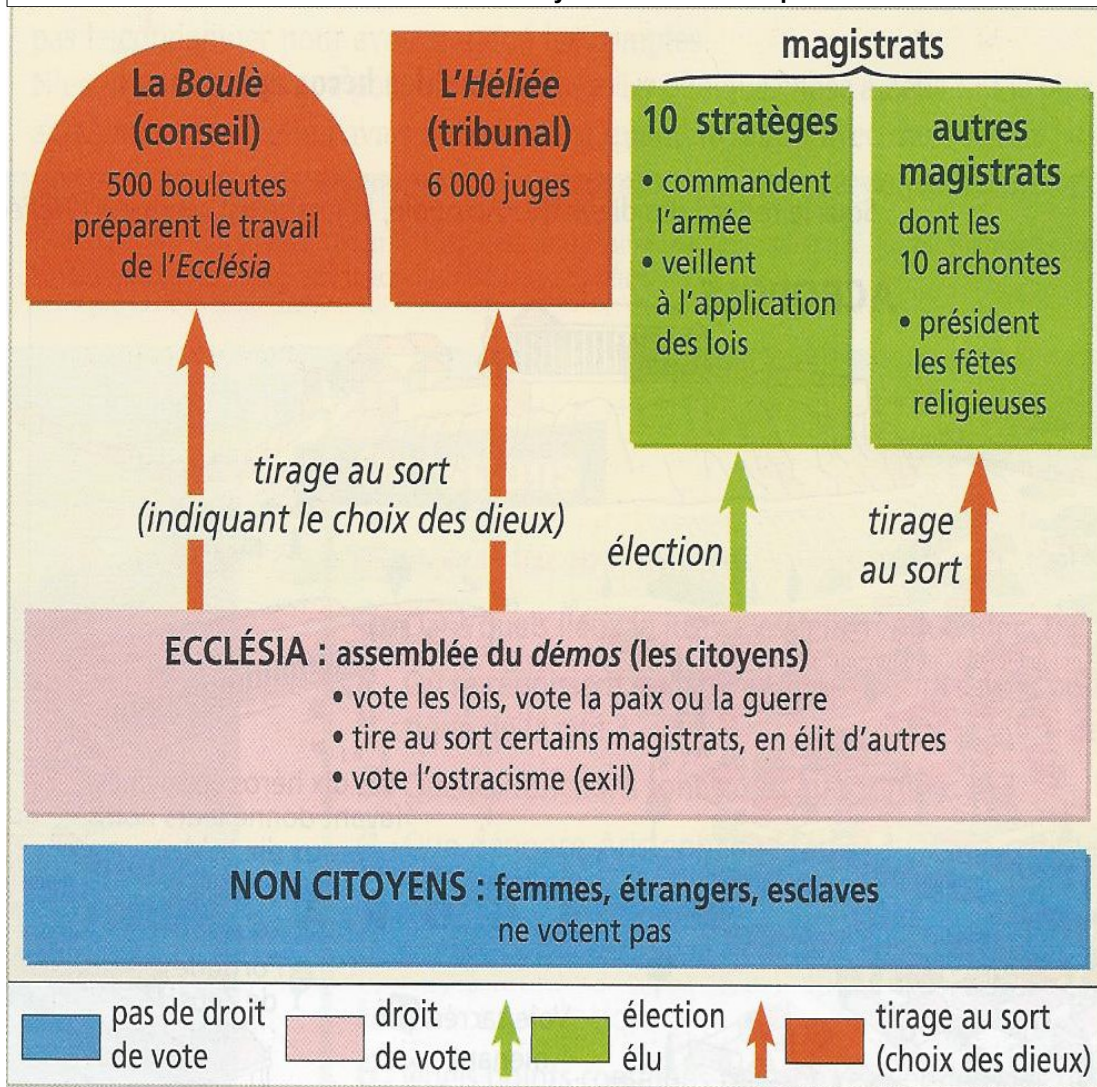 La Boulè
(conseil)
500 bouleutes
préparent le travail
de l'Ecclésia
L'Héliée
(tribunal)
6 000 juges
magistrats
10 stratèges
• commandent
l'armée
• veillent
à l'application
des lois
autres
magistrats
dont les
10 archontes
• président
les fêtes
religieuses
tirage au sort
(indiquant le choix des dieux)
élection
tirage
au sort
ECCLÉSIA : assemblée du démos (les citoyens)
• vote les lois, vote la paix ou la guerre
• tire au sort certains magistrats, en élit d'autres
• vote l'ostracisme (exil)
NON CITOYENS : femmes, étrangers, esclaves
ne votent pas
pas de droit
de vote
droit
de vote
élection
élu
tirage au sort
(choix des dieux)